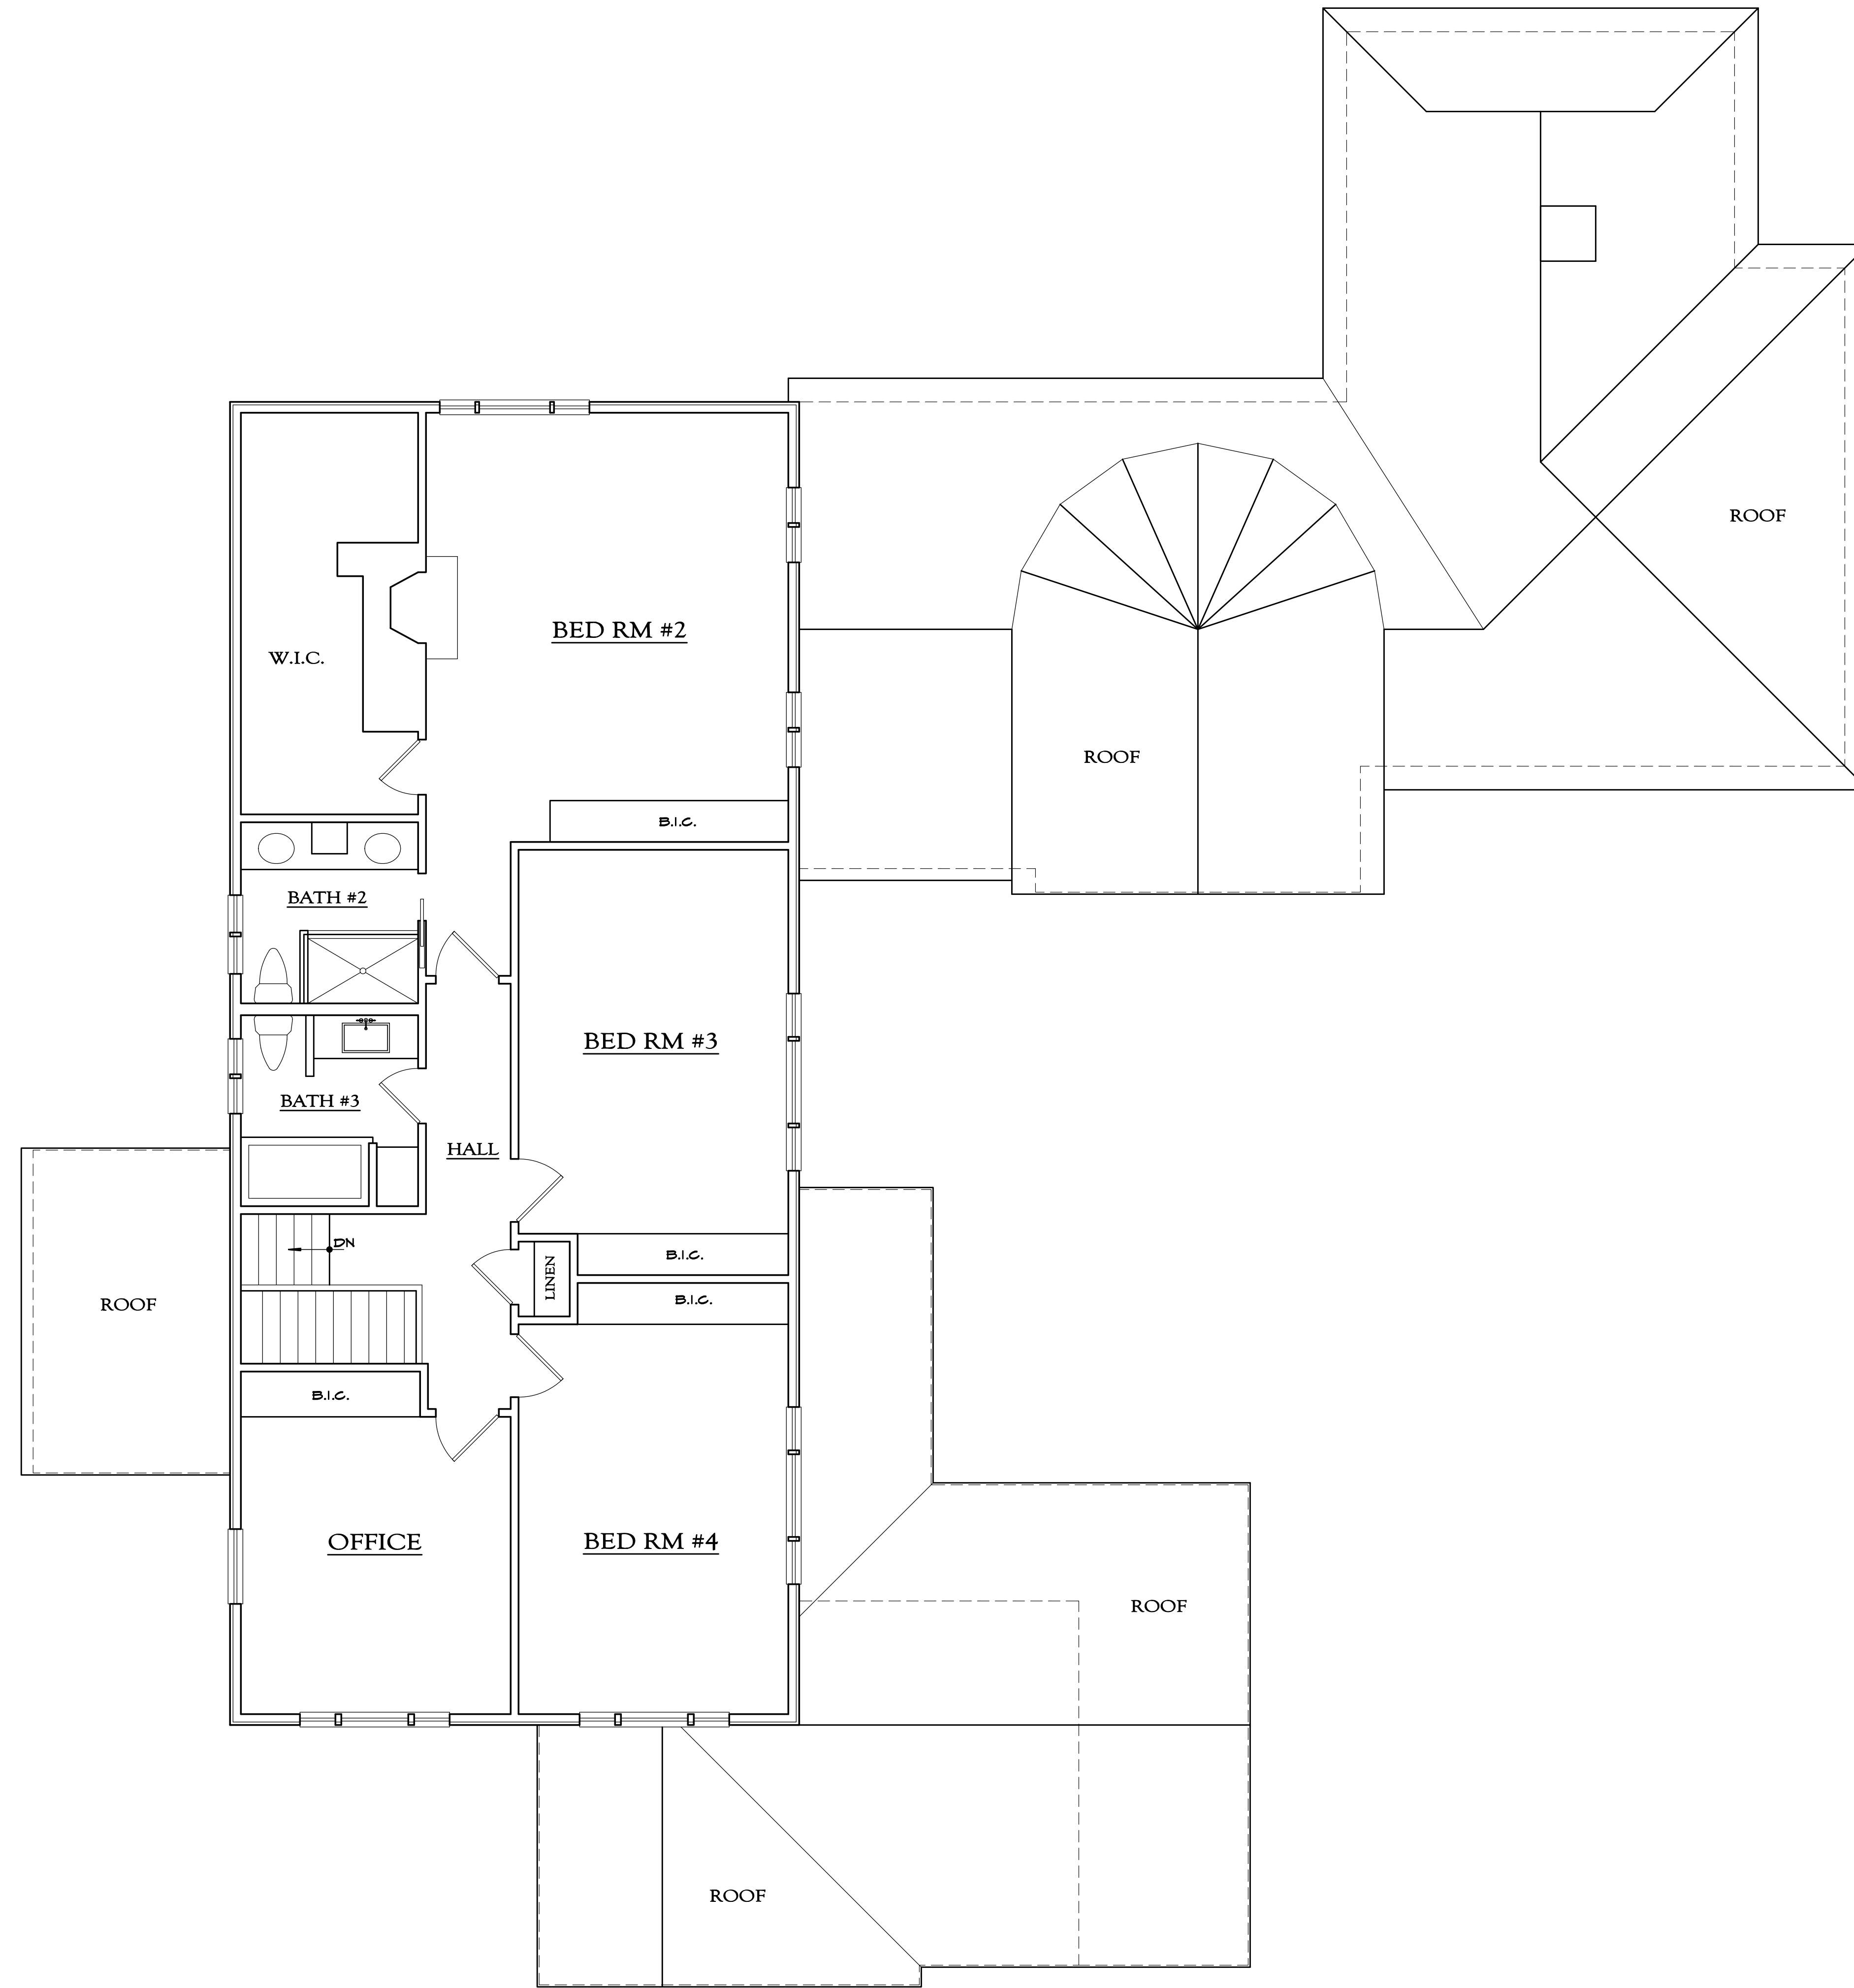 ROOF
BED RM #2
W.I.C.
ROOF
B.I.C.
BATH #2
BED RM #3
BATH #3
HALL
DN
B.I.C.
LINEN
B.I.C.
ROOF
B.I.C.
OFFICE
BED RM #4
ROOF
ROOF